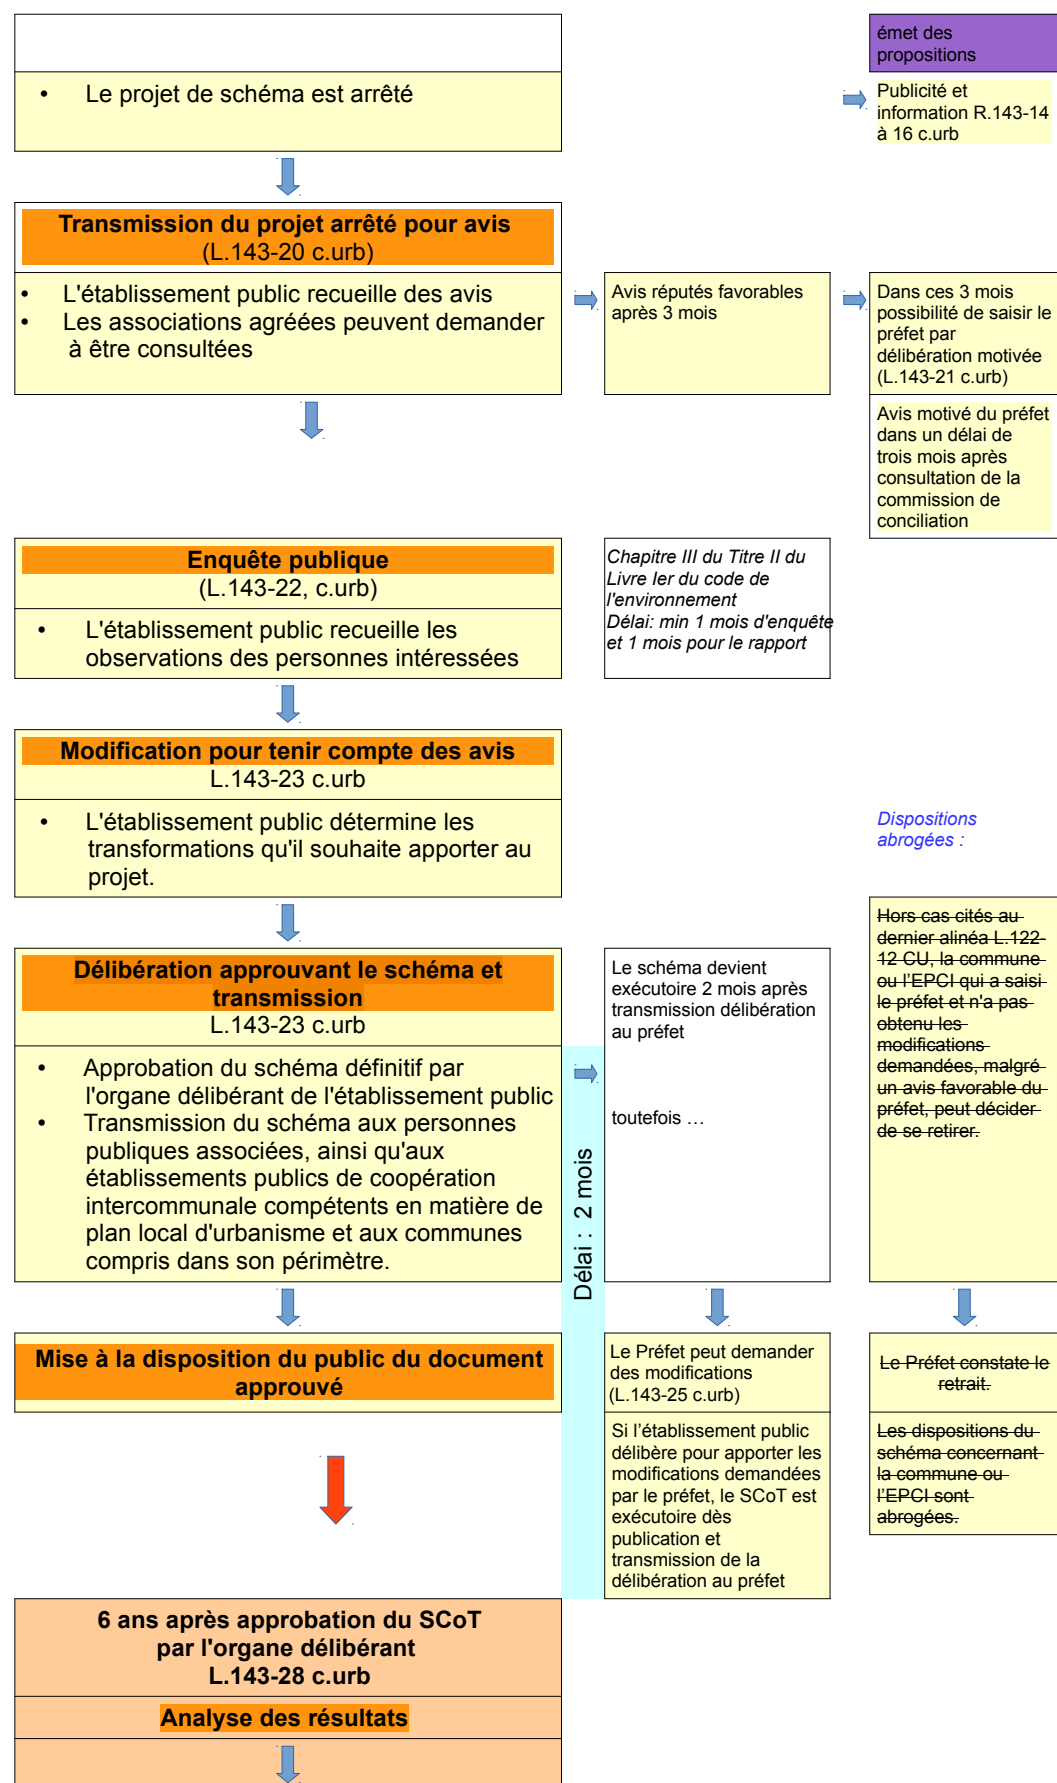 émet des
propositions
• Le projet de schéma est arrêté
Publicité et
information R.143-14
à 16 c.urb
Transmission du projet arrêté pour avis
(L.143-20 c.urb)
• L'établissement public recueille des avis
• Les associations agréées peuvent demander
à être consultées
Avis réputés favorables
après 3 mois
Dans ces 3 mois
possibilité de saisir le
préfet par
délibération motivée
(L.143-21 c.urb)
Avis motivé du préfet
dans un délai de
trois mois après
consultation de la
commission de
conciliation
Enquête publique
(L.143-22, c.urb)
• L'établissement public recueille les
observations des personnes intéressées
Chapitre III du Titre II du
Livre Ier du code de
l'environnement
Délai: min 1 mois d'enquête
et 1 mois pour le rapport
Modification pour tenir compte des avis
L.143-23 c.urb
• L'établissement public détermine les
transformations qu'il souhaite apporter au
projet.
Dispositions
abrogées :
Délibération approuvant le schéma et
transmission
L.143-23 c.urb
• Approbation du schéma définitif par
l'organe délibérant de l'établissement public
• Transmission du schéma aux personnes
publiques associées, ainsi qu'aux
établissements publics de coopération
intercommunale compétents en matière de
plan local d'urbanisme et aux communes
compris dans son périmètre.
Délai : 2 mois
Le schéma devient
exécutoire 2 mois après
transmission délibération
au préfet
toutefois …
Hors cas cités au
dernier alinéa L.122-
12 CU, la commune
ou l'EPCI qui a saisi
le préfet et n'a pas
obtenu les
modifications
demandées, malgré
un avis favorable du
préfet, peut décider
de se retirer.
Mise à la disposition du public du document
approuvé
Le Préfet peut demander
des modifications
(L.143-25 c.urb)
Si l'établissement public
délibère pour apporter les
modifications demandées
par le préfet, le SCoT est
exécutoire dès
publication et
transmission de la
délibération au préfet
Le Préfet constate le
retrait.
Les dispositions du
schéma concernant
la commune ou
l'EPCI sont
abrogées.
6 ans après approbation du SCoT
par l'organe délibérant
L.143-28 c.urb
Analyse des résultats